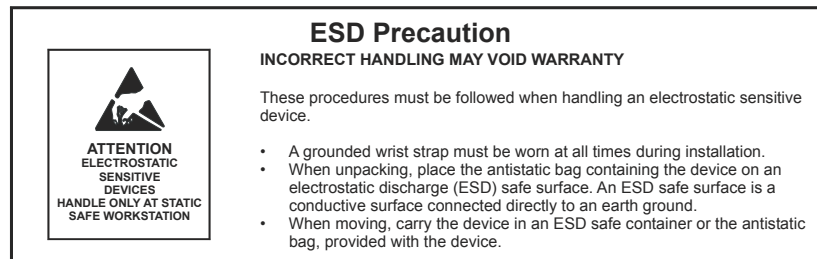 ESD Precaution
INCORRECT HANDLING MAY VOID WARRANTY
ATTENTION
ELECTROSTATIC
SENSITIVE
DEVICES
HANDLE ONLY AT STATIC
SAFE WORKSTATION
These procedures must be followed when handling an electrostatic sensitive
device.
• A grounded wrist strap must be worn at all times during installation.
• When unpacking, place the antistatic bag containing the device on an
electrostatic discharge (ESD) safe surface. An ESD safe surface is a
conductive surface connected directly to an earth ground.
• When moving, carry the device in an ESD safe container or the antistatic
bag, provided with the device.